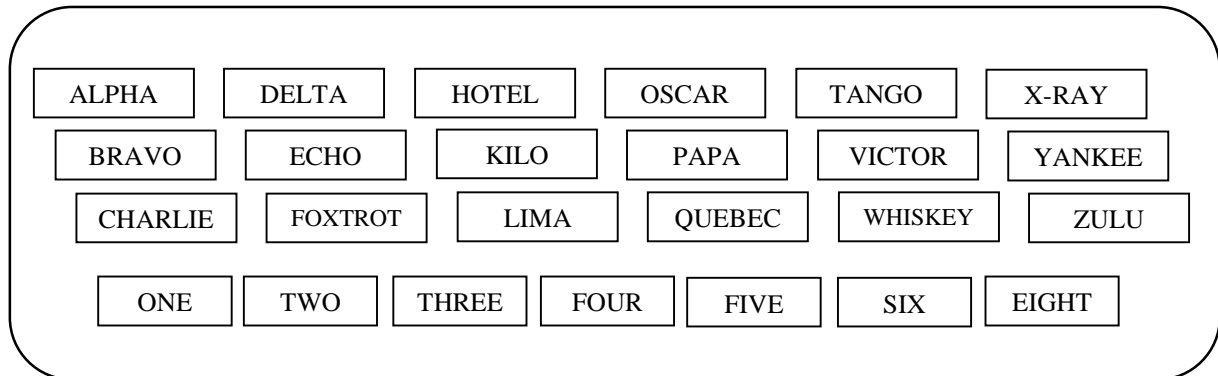 ALPHA DELTA HOTEL OSCAR TANGO X-RAY
BRAVO ECHO KILO PAPA VICTOR YANKEE
CHARLIE FOXTROT LIMA QUEBEC WHISKEY ZULU
ONE TWO THREE FOUR FIVE SIX EIGHT